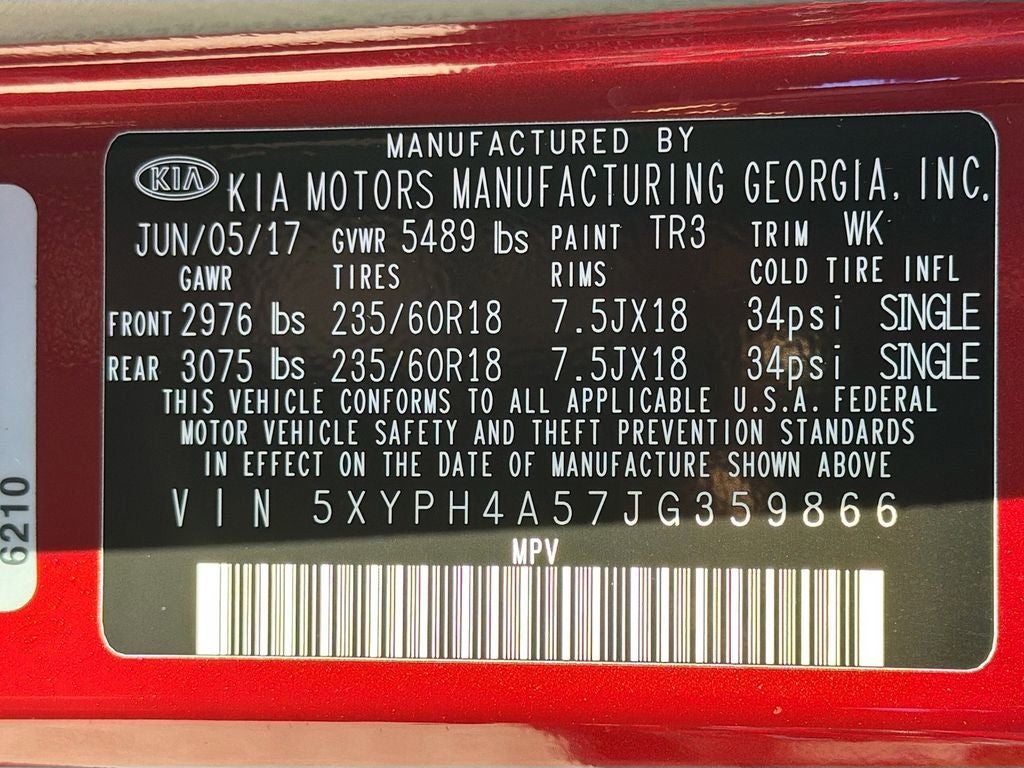 MANUFACTURED BY
KIA KIA MOTORS MANUFACTURING GEORGIA, INC.
JUN/05/17 GVWR 5489 lbs PAINT TR3 TRIM WK
GAWR TIRES RIMS COLD TIRE INFL
FRONT 2976 lbs 235/60R18 7.5JX18 34psi SINGLE
REAR 3075 lbs 235/60R18 7.5JX18 34psi SINGLE
THIS VEHICLE CONFORMS TO ALL APPLICABLE U.S.A. FEDERAL
MOTOR VEHICLE SAFETY AND THEFT PREVENTION STANDARDS
IN EFFECT ON THE DATE OF MANUFACTURE SHOWN ABOVE
VIN 5XYPH4A57JG359866
MPV
6210